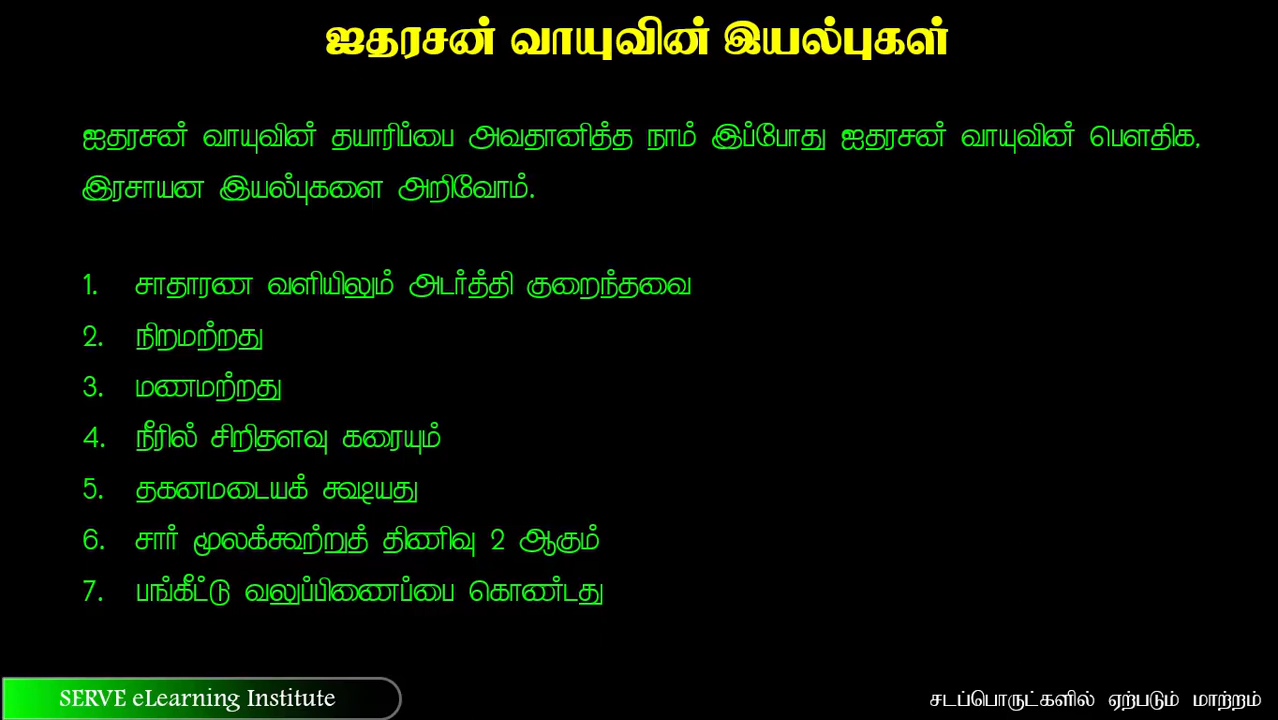 ஐதரசன் வாயுவின் இயல்புகள்
ஐதரசன் வாயுவின் தயாரிப்பை அவதானித்த நாம் இப்போது ஐதரசன் வாயுவின் பௌதிக,
இரசாயன இயல்புகளை அறிவோம்.
1. சாதாரண வளியிலும் அடர்த்தி குறைந்தவை
2. நிறமற்றது
3. மணமற்றது
4. நீரில் சிறிதளவு கரையும்
5. தகனமடையக் கூடியது
6. சார் மூலக்கூற்றுத் திணிவு 2 ஆகும்
7. பங்கீட்டு வலுப்பிணைப்பை கொண்டது
SERVE eLearning Institute
சடப்பொருட்களில் ஏற்படும் மாற்றம்